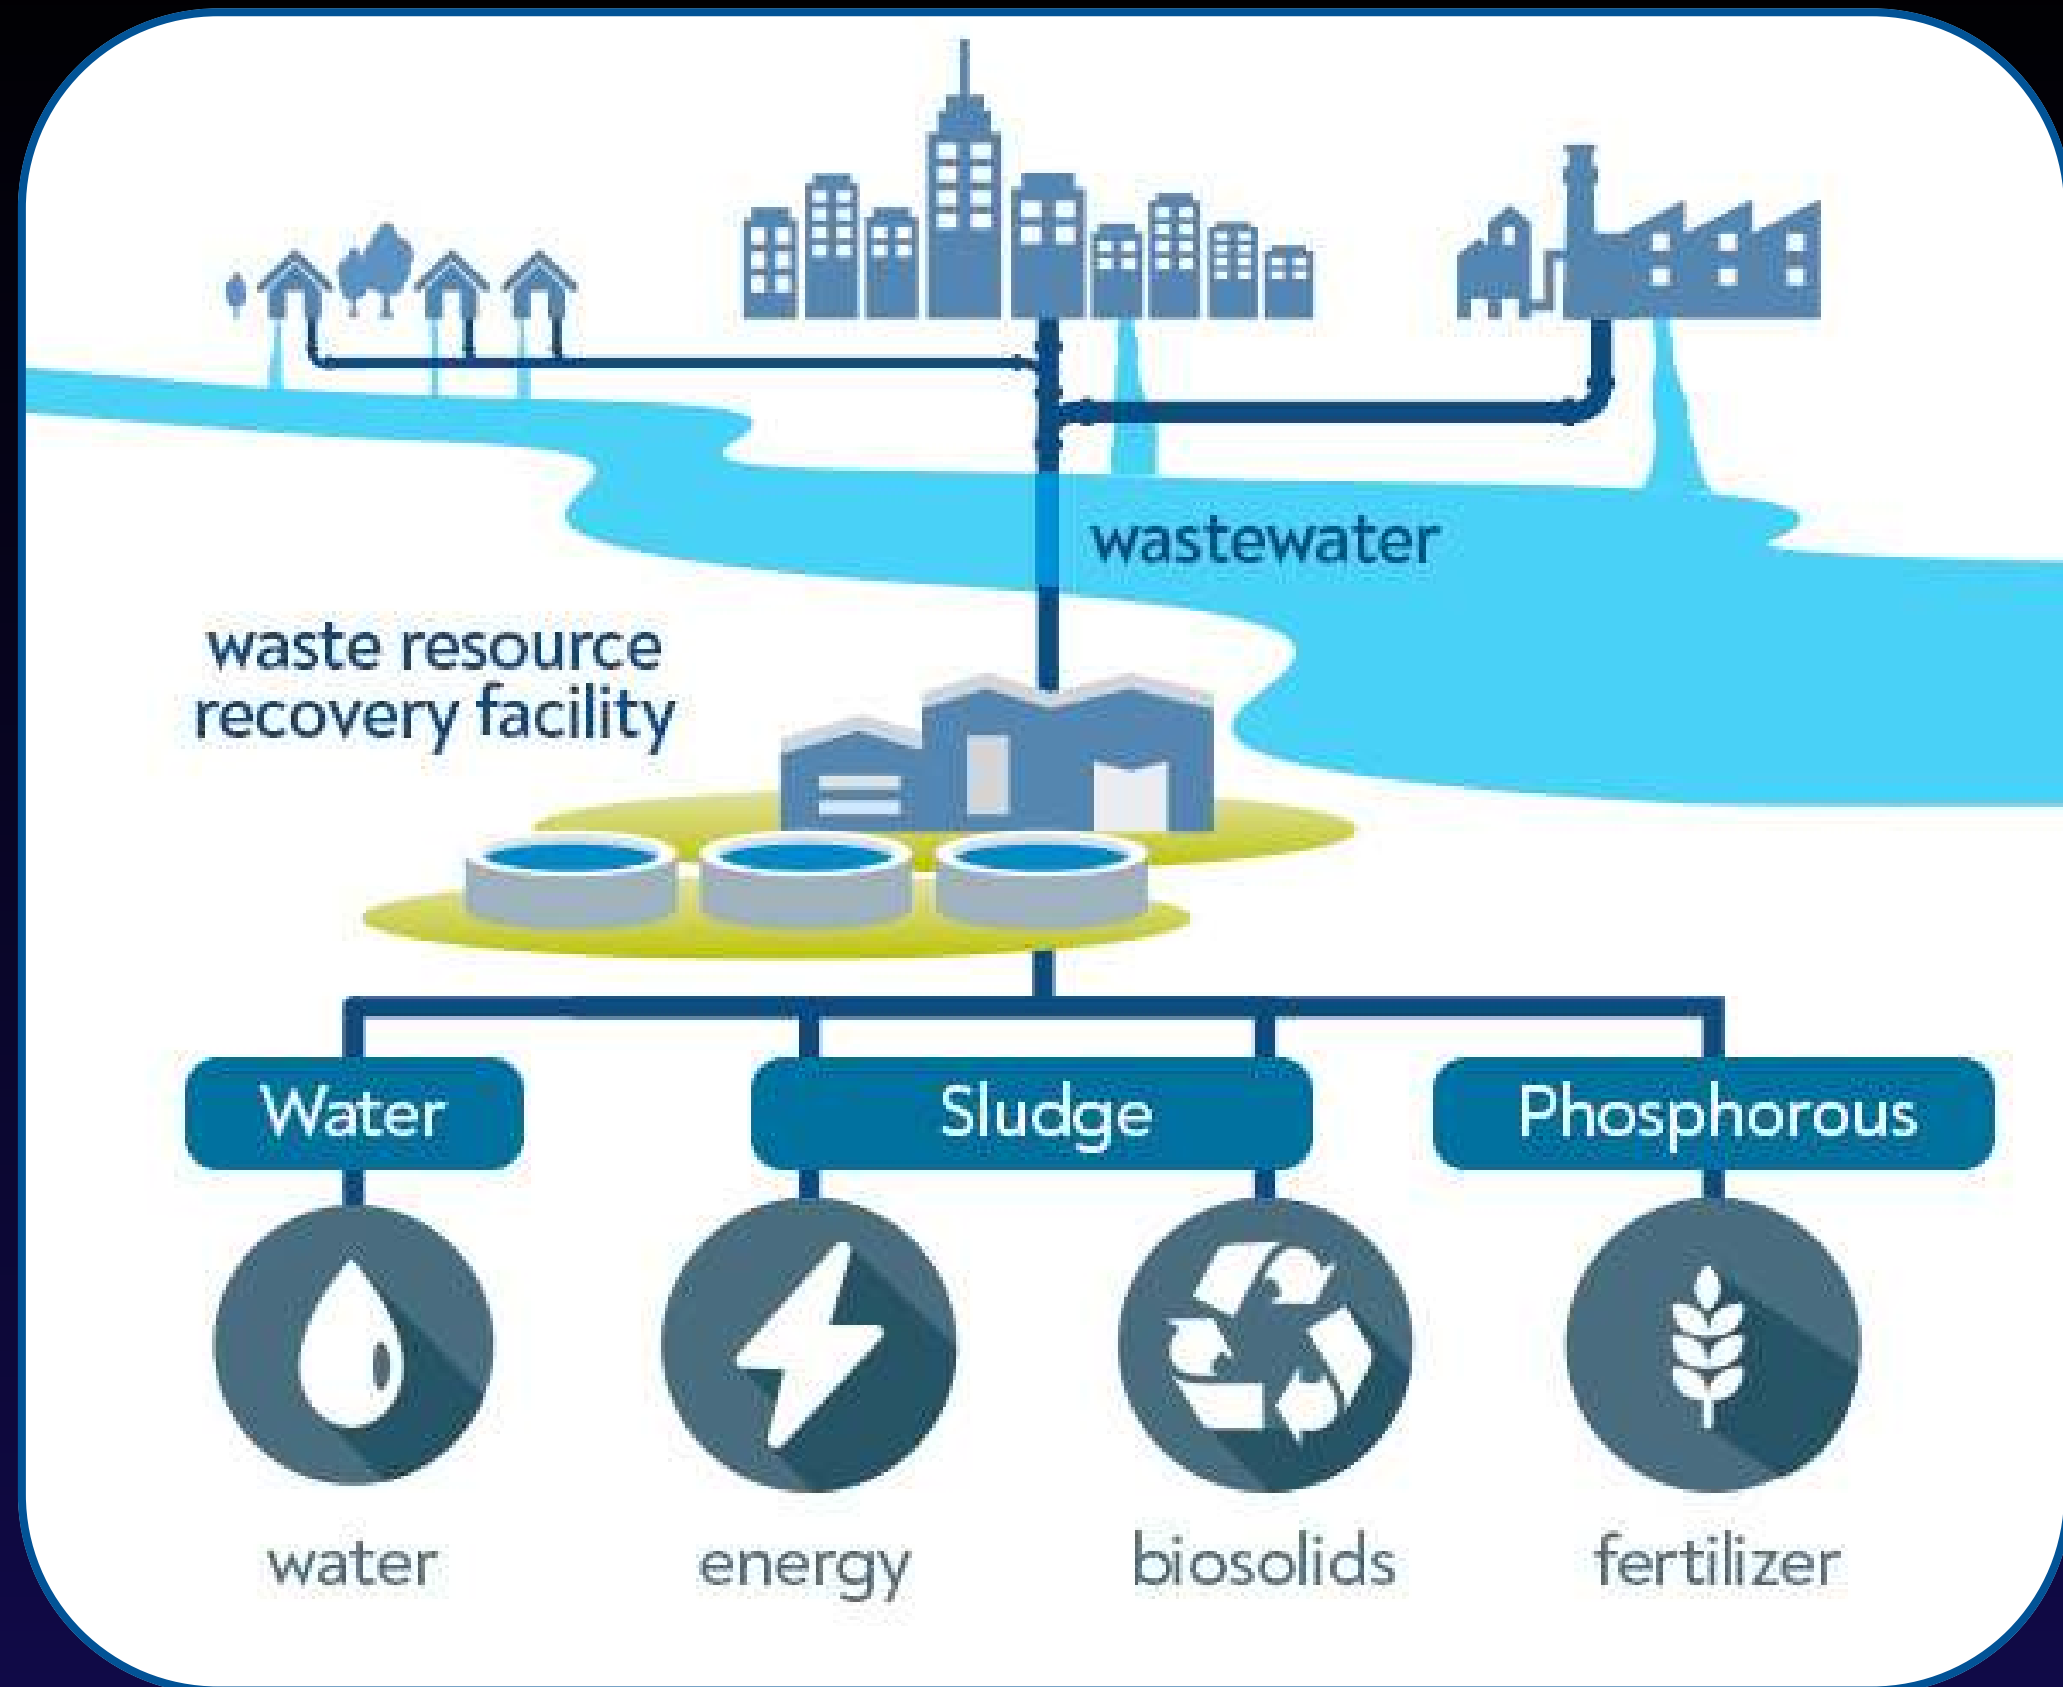 wastewater
waste resource
recovery facility
Water
Sludge
Phosphorous
water
energy
biosolids
fertilizer